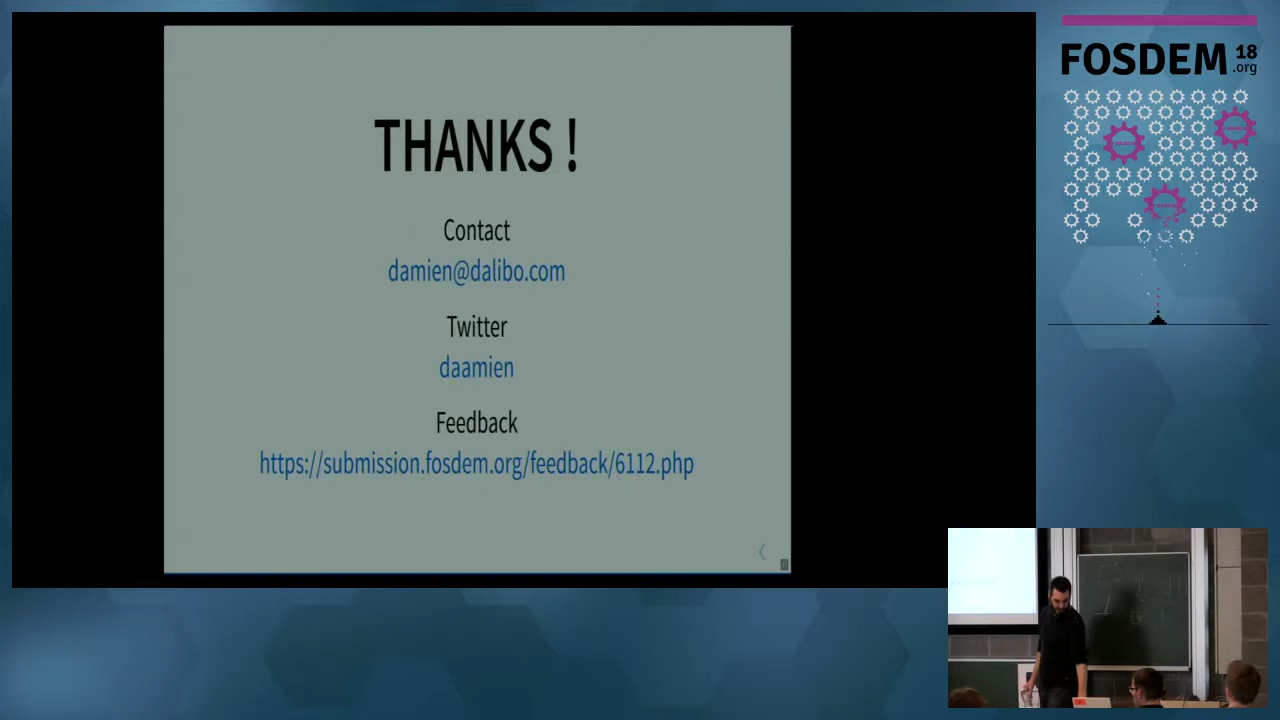 THANKS !
Contact
damien@dalibo.com
Twitter
daamien
Feedback
https://submission.fosdem.org/feedback/6112.php
FOSDEM 18
.org